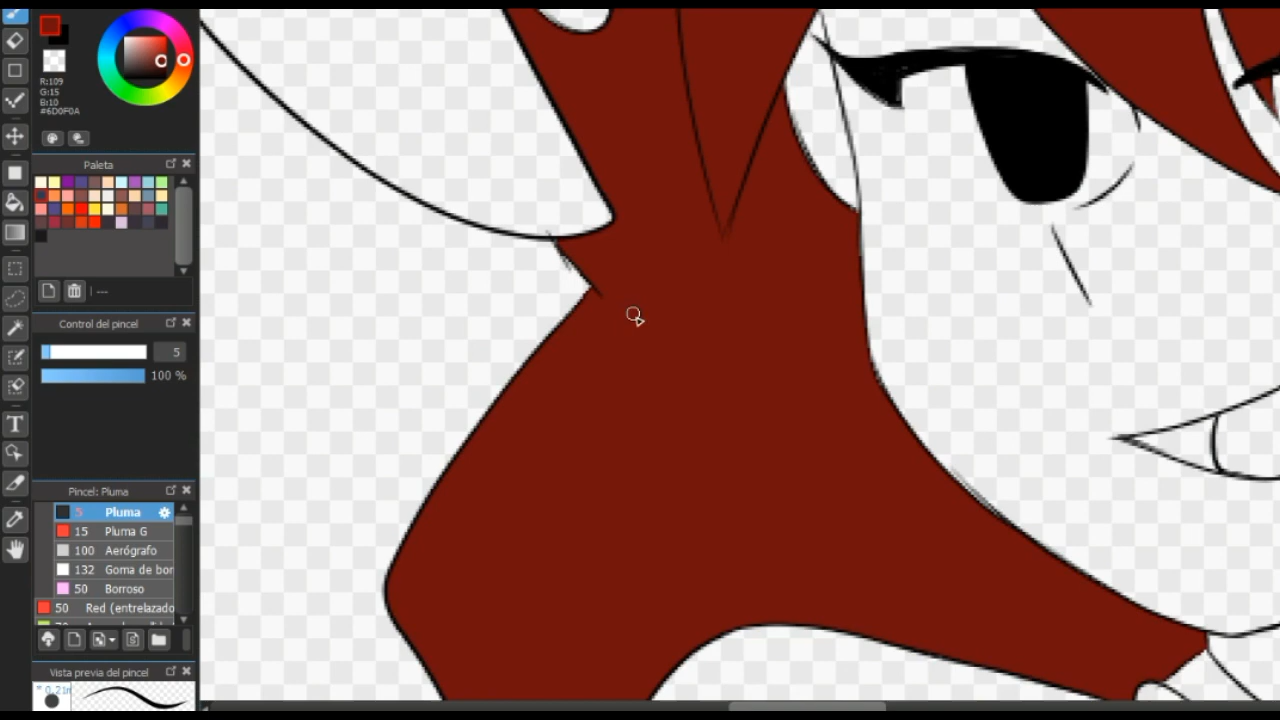 R:109
G:15
B:10
#6D0F0A
Paleta
---
Control del pincel
5
100 %
Pincel: Pluma
5 Pluma
15 Pluma G
100 Aerógrafo
132 Goma de bor
50 Borroso
50 Red (entrelazado
Vista previa del pincel